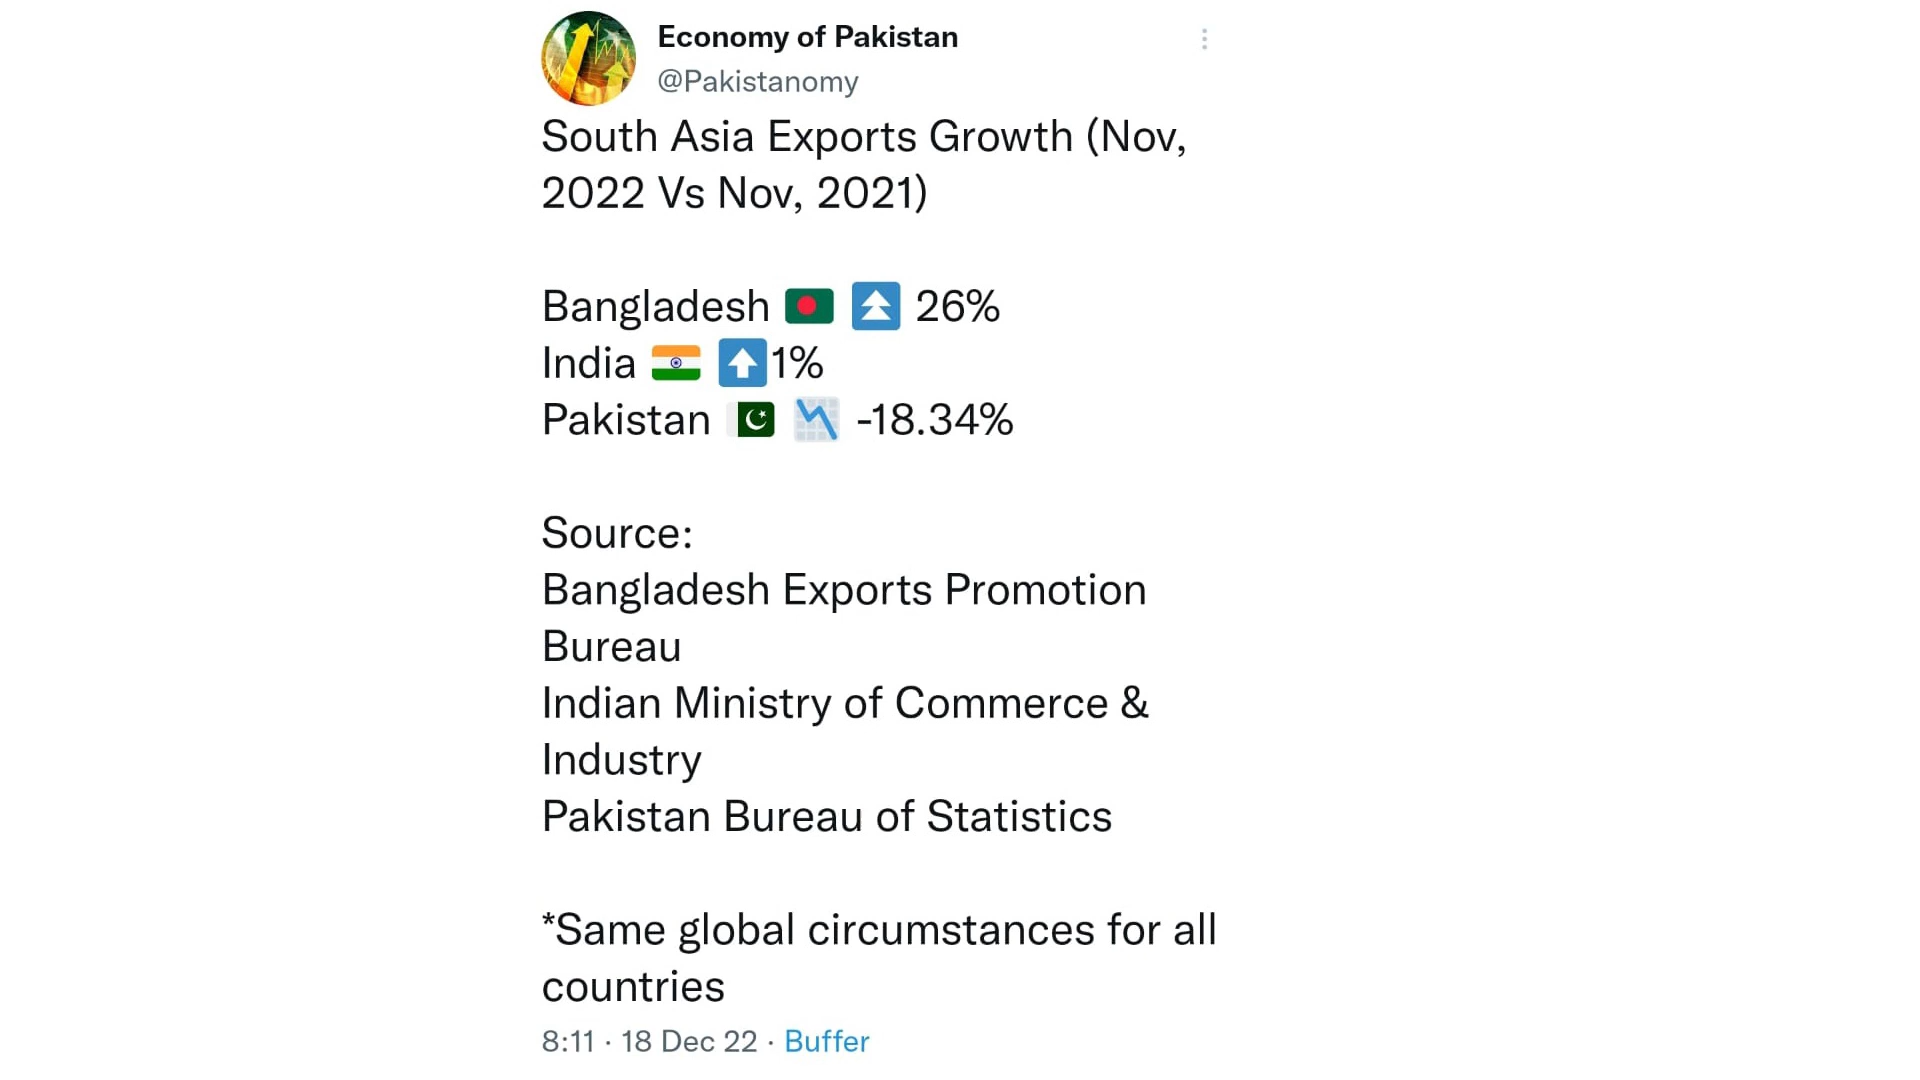 Economy of Pakistan
@Pakistanomy
South Asia Exports Growth (Nov,
2022 Vs Nov, 2021)
Bangladesh 🇧🇩 ⏫ 26%
India 🇮🇳 ⬆️1%
Pakistan 🇵🇰 📉 -18.34%
Source:
Bangladesh Exports Promotion
Bureau
Indian Ministry of Commerce &
Industry
Pakistan Bureau of Statistics
*Same global circumstances for all
countries
8:11 · 18 Dec 22 · Buffer